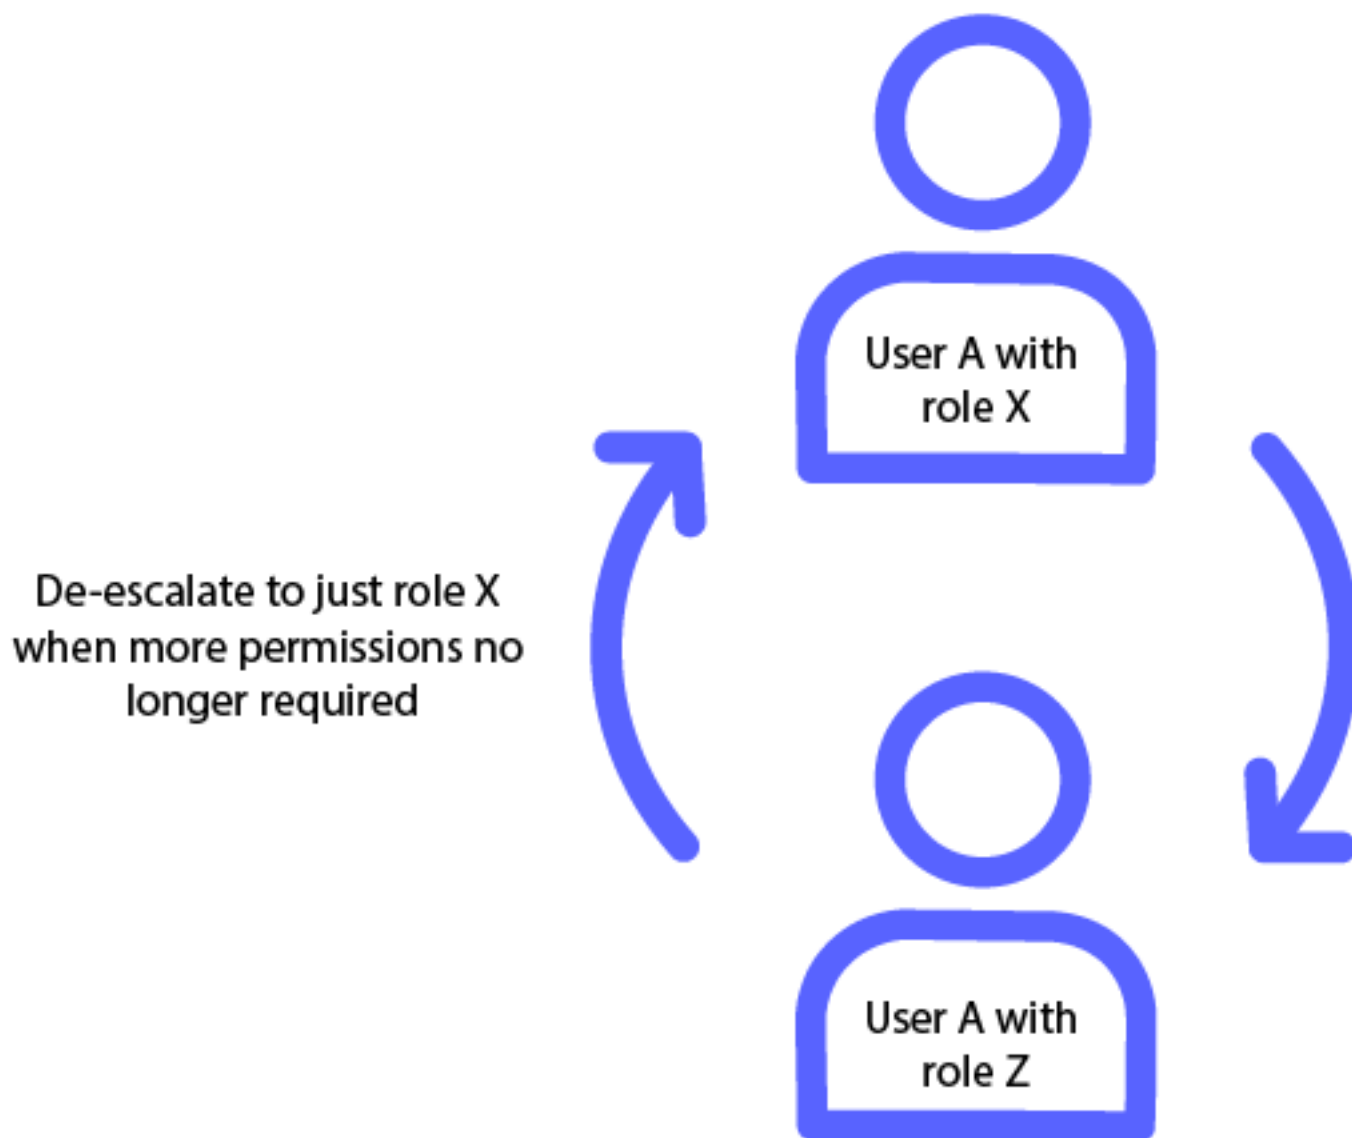 User A with
role X
De-escalate to just role X
when more permissions no
longer required
User A with
role Z